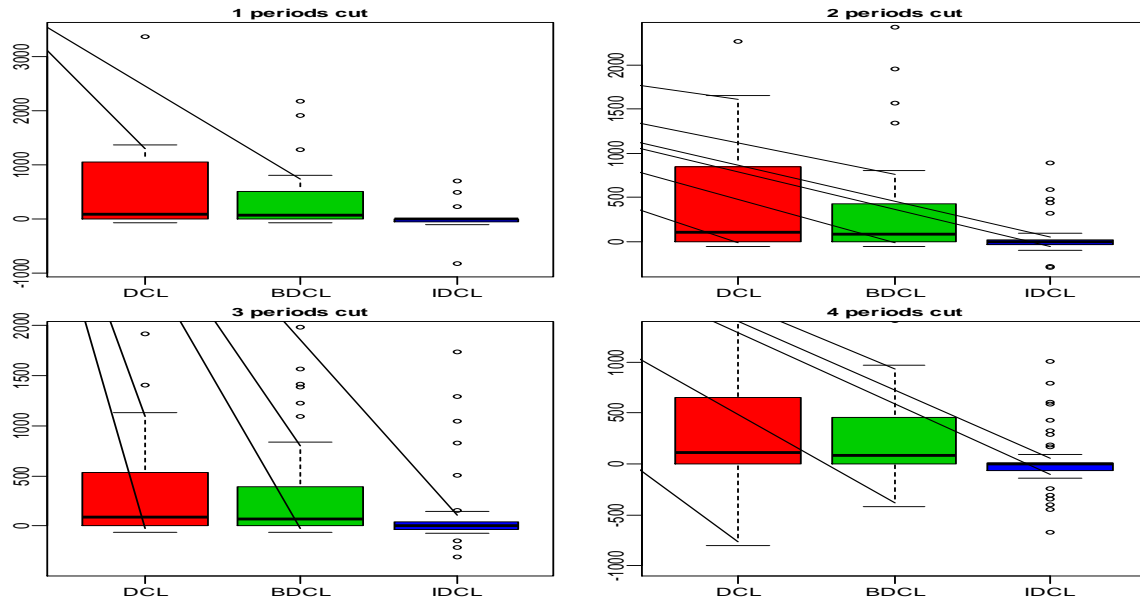 1 periods cut
3000
2000
1000
0
-1000
DCL BDCL IDCL
2 periods cut
2000
1500
1000
500
0
DCL BDCL IDCL
3 periods cut
2000
1500
1000
500
0
DCL BDCL IDCL
4 periods cut
1000
500
0
-500
-1000
DCL BDCL IDCL